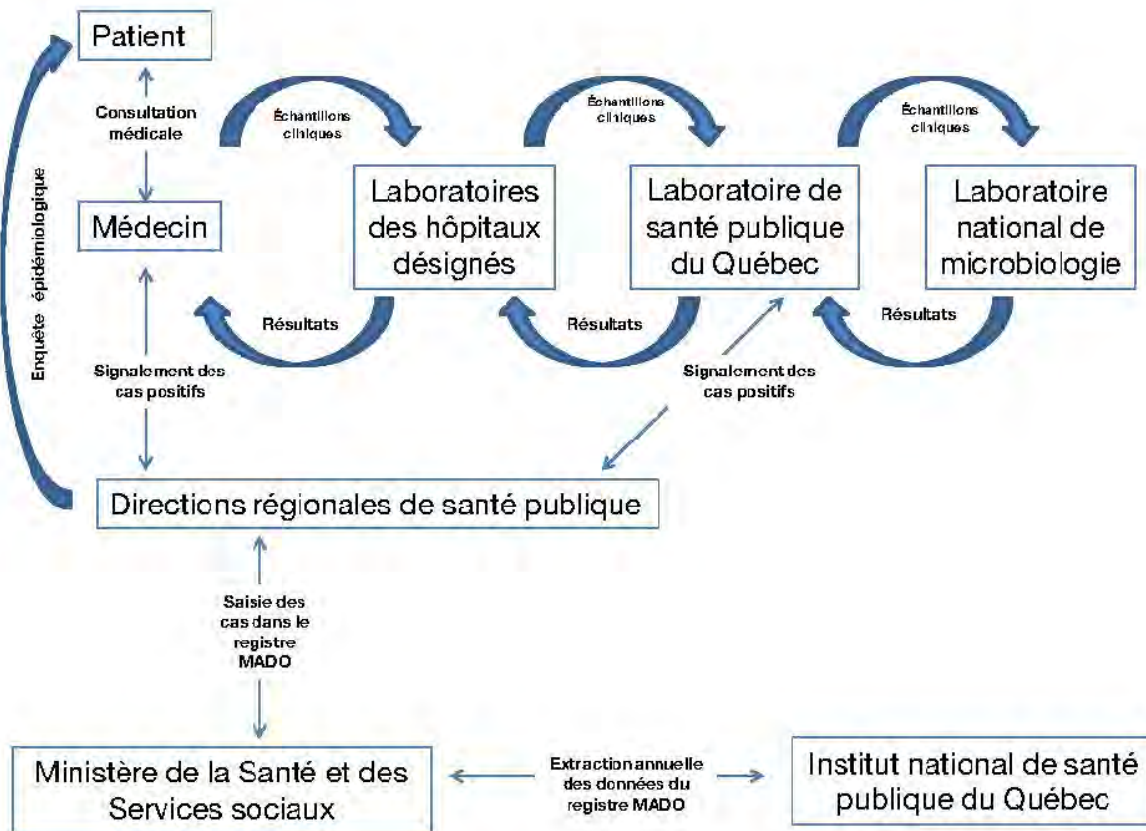 Patient
Consultation
médicale
Échantillons
cliniques
Échantillons
cliniques
Échantillons
cliniques
Enquête épidémiologique
Médecin
Laboratoires
des hôpitaux
désignés
Laboratoire de
santé publique
du Québec
Laboratoire
national de
microbiologie
Résultats
Résultats
Résultats
Signalement des
cas positifs
Signalement des
cas positifs
Directions régionales de santé publique
Saisie des
cas dans le
registre
MADO
Ministère de la Santé et des
Services sociaux
Extraction annuelle
des données du
registre MADO
Institut national de santé
publique du Québec